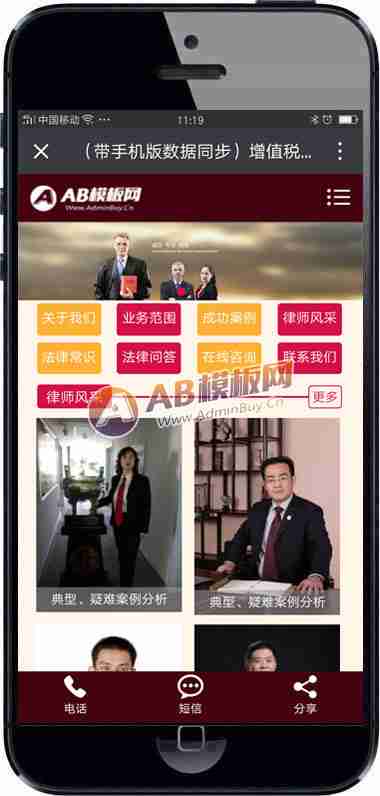 中国移动
11:19
（带手机版数据同步）增值税...
AB模板网
Www.AdminBuy.Cn
关于我们 业务范围 成功案例 律师风采
法律常识 法律问答 在线咨询 联系我们
律师风采 更多
AB模板网
Www.AdminBuy.Cn
典型、疑难案例分析 典型、疑难案例分析
电话 短信 分享